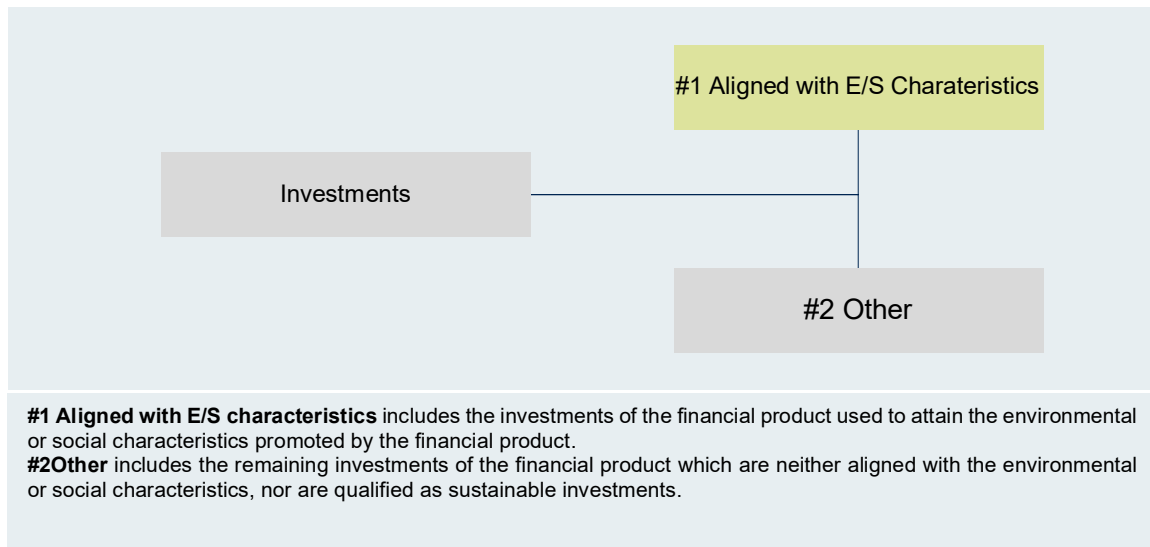 #1 Aligned with E/S Charateristics
Investments
#2 Other
#1 Aligned with E/S characteristics includes the investments of the financial product used to attain the environmental
or social characteristics promoted by the financial product.
#2Other includes the remaining investments of the financial product which are neither aligned with the environmental
or social characteristics, nor are qualified as sustainable investments.